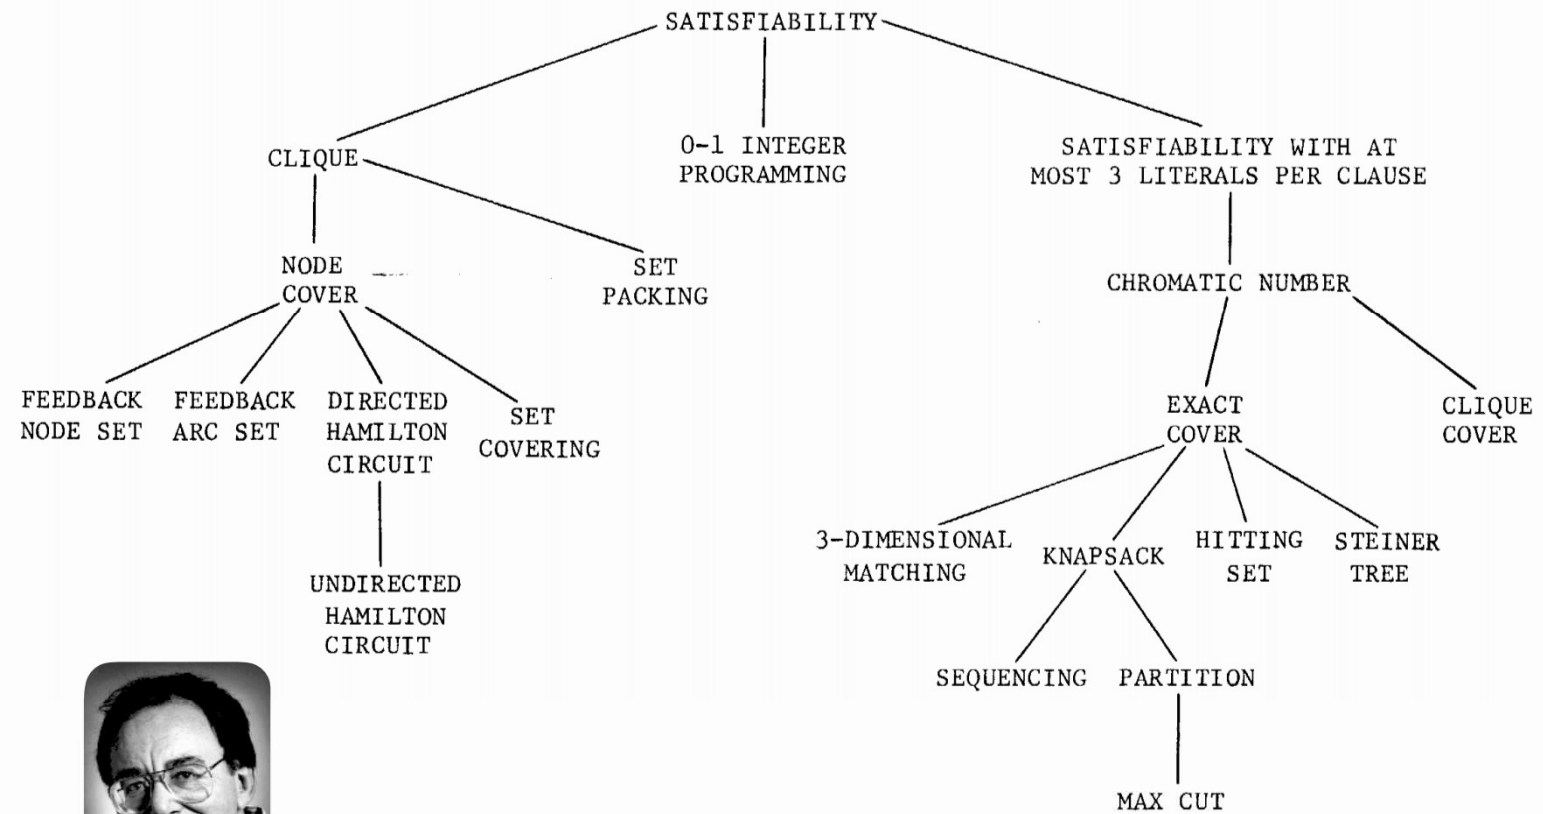 SATISFIABILITY
CLIQUE
0-1 INTEGER
PROGRAMMING
SATISFIABILITY WITH AT
MOST 3 LITERALS PER CLAUSE
NODE
COVER
SET
PACKING
CHROMATIC NUMBER
FEEDBACK
NODE SET
FEEDBACK
ARC SET
DIRECTED
HAMILTON
CIRCUIT
SET
COVERING
EXACT
COVER
CLIQUE
COVER
3-DIMENSIONAL
MATCHING
KNAPSACK
HITTING
SET
STEINER
TREE
UNDIRECTED
HAMILTON
CIRCUIT
SEQUENCING
PARTITION
MAX CUT